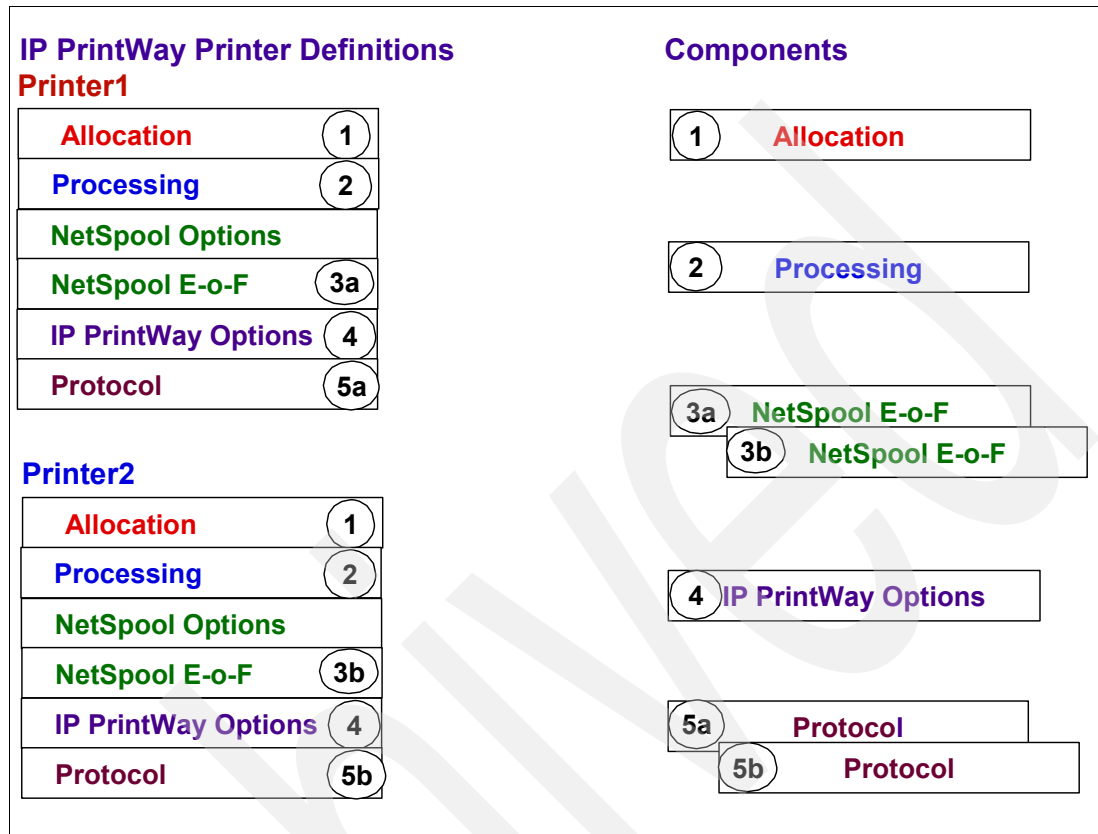 IP PrintWay Printer Definitions
Printer1
Allocation 1
Processing 2
NetSpool Options
NetSpool E-o-F 3a
IP PrintWay Options 4
Protocol 5a
Printer2
Allocation 1
Processing 2
NetSpool Options
NetSpool E-o-F 3b
IP PrintWay Options 4
Protocol 5b
Components
1 Allocation
2 Processing
3a NetSpool E-o-F
3b NetSpool E-o-F
4 IP PrintWay Options
5a Protocol
5b Protocol